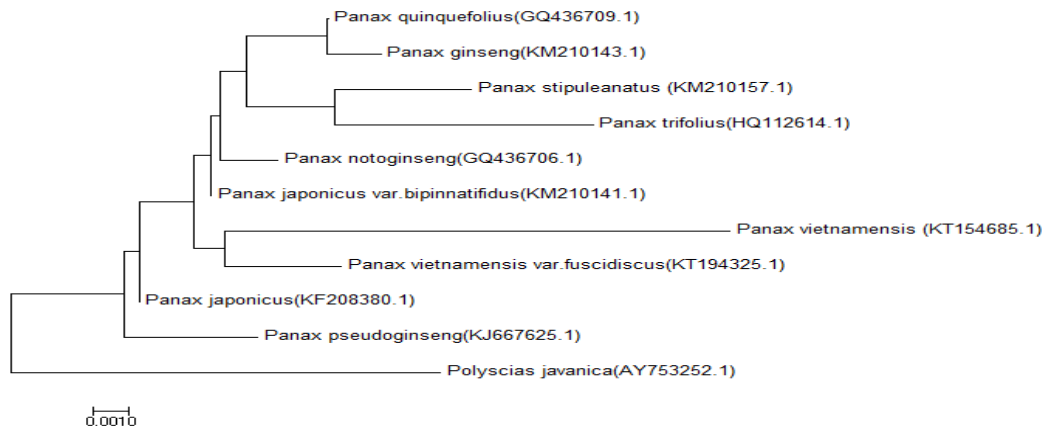 Panax quinquefolius(GQ436709.1)
Panax ginseng(KM210143.1)
Panax stipuleanatus (KM210157.1)
Panax trifolius(HQ112614.1)
Panax notoginseng(GQ436706.1)
Panax japonicus var.bipinnatifidus(KM210141.1)
Panax vietnamensis (KT154685.1)
Panax vietnamensis var.fuscidiscus(KT194325.1)
Panax japonicus(KF208380.1)
Panax pseudoginseng(KJ667625.1)
Polyscias javanica(AY753252.1)
0.0010